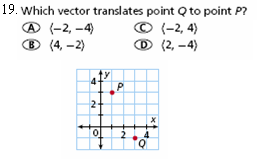 19. Which vector translates point Q to point P?
A ⟨–2, –4⟩ C ⟨–2, 4⟩
B ⟨4, –2⟩ D ⟨2, –4⟩
4 y
P
2
x
0 2 4
Q